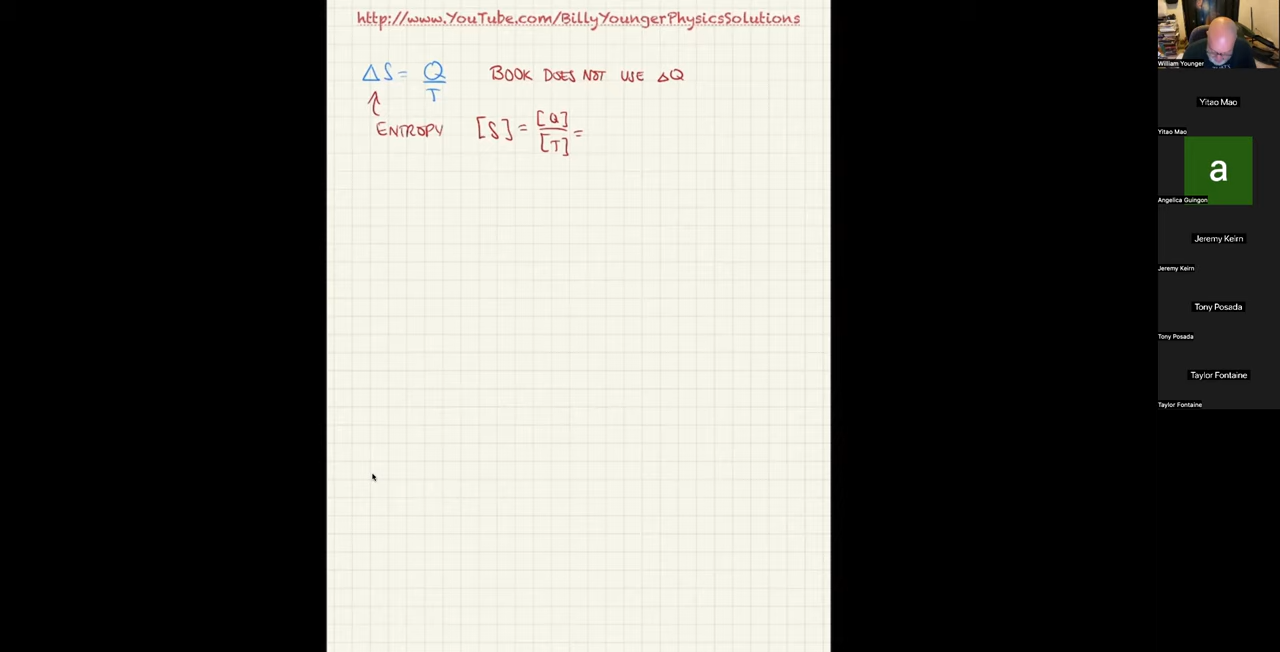 http://www.YouTube.com/BillyYoungerPhysicsSolutions
ΔS = Q/T BOOK DOES NOT USE ΔQ
↑
ENTROPY [S] = [Q]/[T] =
William Younger
Yitao Mao
Yitao Mao
a
Angelica Guingon
Jeremy Keirn
Jeremy Keirn
Tony Posada
Tony Posada
Taylor Fontaine
Taylor Fontaine